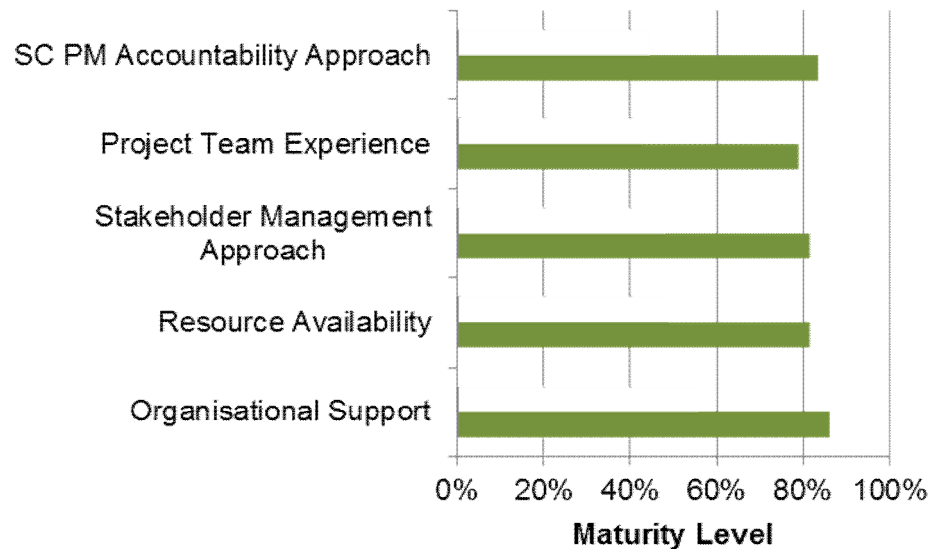 SC PM Accountability Approach
Project Team Experience
Stakeholder Management
Approach
Resource Availability
Organisational Support
0% 20% 40% 60% 80% 100%
Maturity Level